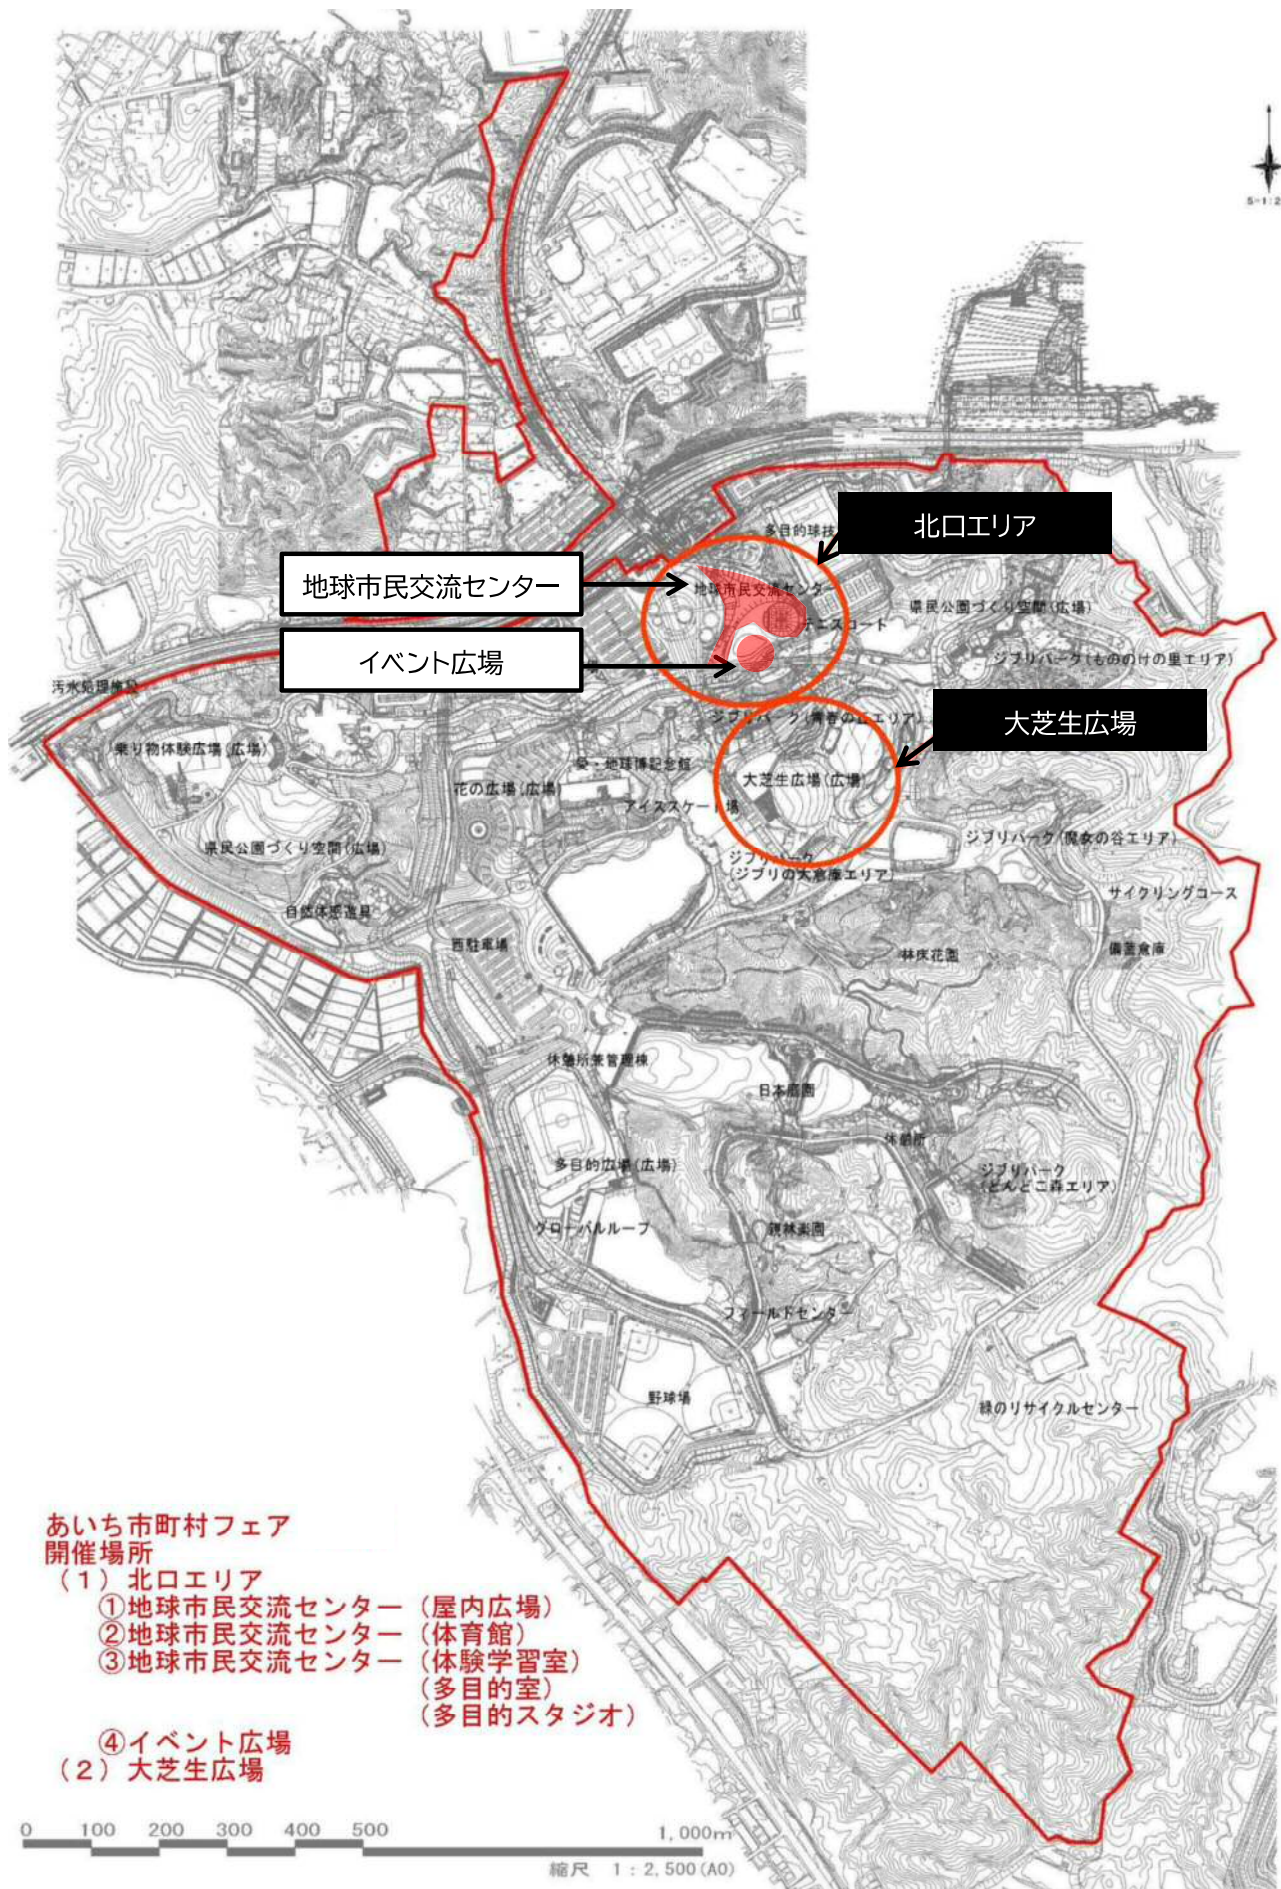 S=1:2
北口エリア
多目的球技
地球市民交流センター
地球市民交流センター
県民公園づくり空間(広場)
テニスコート
イベント広場
ジブリパーク(もののけの里エリア)
汚水処理施設
大芝生広場
ジブリパーク(青春の丘エリア)
乗り物体験広場(広場)
愛・地球博記念館
大芝生広場(広場
花の広場(広場)
アイススケート場
ジブリパーク(魔女の谷エリア)
県民公園づくり空間(広場)
ジブリパーク
(ジブリの大倉庫エリア)
サイクリングコース
自然体感遊具
西駐車場
林床花園
備蓄倉庫
休憩所兼管理棟
日本庭園
休憩所
多目的広場(広場)
ジブリパーク
(どんどこ森エリア)
グローバルループ
親林楽園
フィールドセンター
野球場
緑のリサイクルセンター
あいち市町村フェア
開催場所
(1) 北口エリア
①地球市民交流センター (屋内広場)
②地球市民交流センター (体育館)
③地球市民交流センター (体験学習室)
(多目的室)
(多目的スタジオ)
④イベント広場
(2) 大芝生広場
0 100 200 300 400 500 1,000m
縮尺 1:2,500(A0)